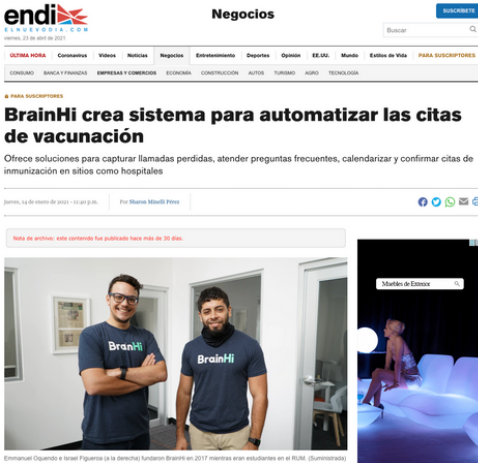 endi
ELNUEVODIA.COM
viernes, 23 de abril de 2021
Negocios
SUSCRÍBETE
Buscar
ÚLTIMA HORA Coronavirus Videos Noticias Negocios Entretenimiento Deportes Opinión EE.UU. Mundo Estilos de Vida PARA SUSCRIPTORES
CONSUMO BANCA Y FINANZAS EMPRESAS Y COMERCIOS ECONOMÍA CONSTRUCCIÓN AUTOS TURISMO AGRO TECNOLOGÍA
PARA SUSCRIPTORES
BrainHi crea sistema para automatizar las citas
de vacunación
Ofrece soluciones para capturar llamadas perdidas, atender preguntas frecuentes, calendarizar y confirmar citas de
inmunización en sitios como hospitales
jueves, 14 de enero de 2021 - 11:40 p.m.
Por Sharon Minelli Pérez
Nota de archivo: este contenido fue publicado hace más de 30 días.
Muebles de Exteriox
BranHi
BrainHi
Emmanuel Oquendo e Israel Figueroa (a la derecha) fundaron BrainHi en 2017 mientras eran estudiantes en el RUM. (Suministrada)